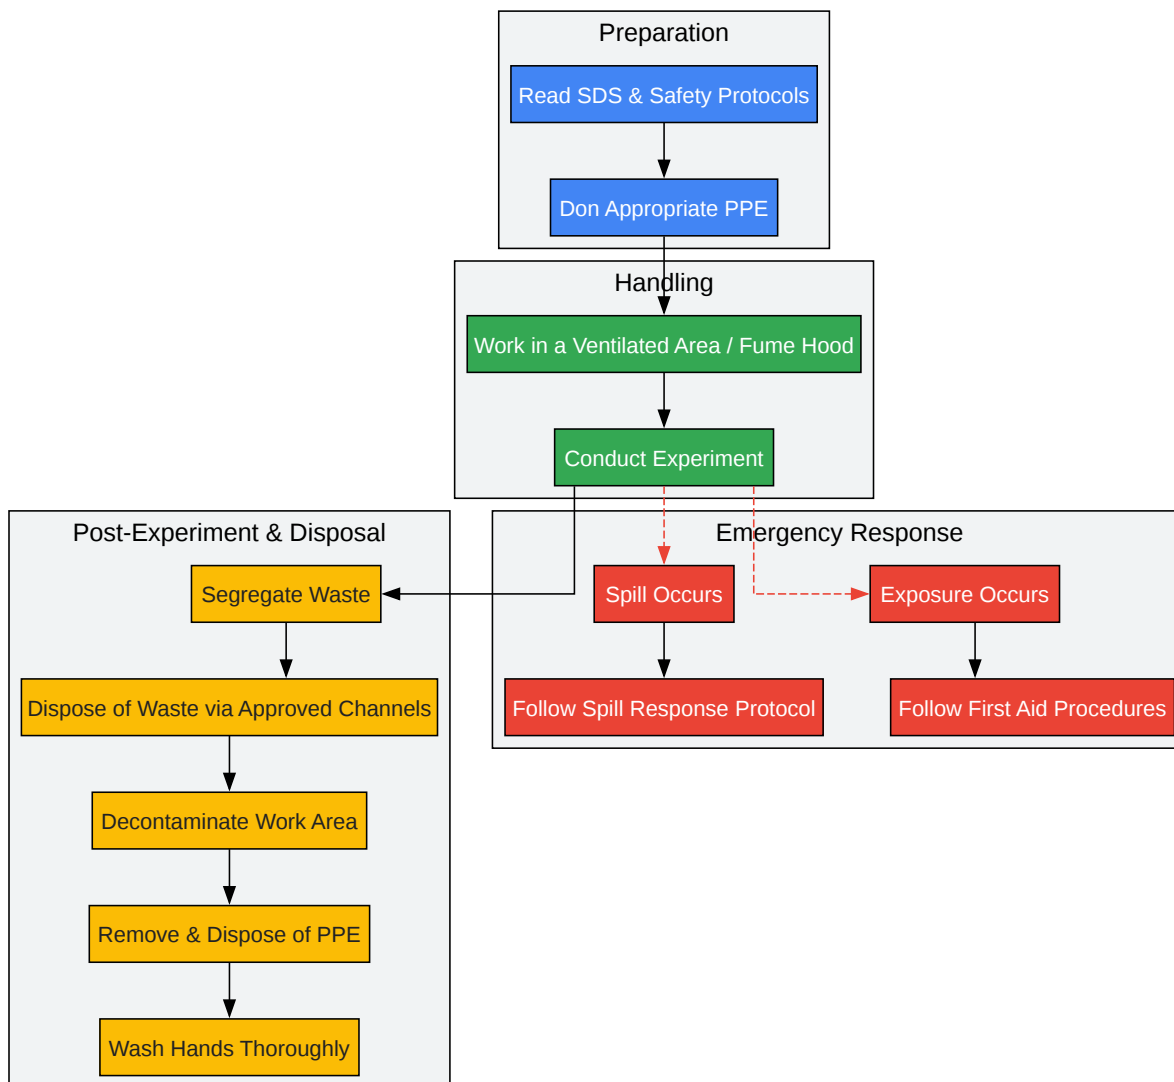 Preparation
Read SDS & Safety Protocols
Don Appropriate PPE
Handling
Work in a Ventilated Area / Fume Hood
Conduct Experiment
Post-Experiment & Disposal
Segregate Waste
Dispose of Waste via Approved Channels
Decontaminate Work Area
Remove & Dispose of PPE
Wash Hands Thoroughly
Emergency Response
Spill Occurs
Exposure Occurs
Follow Spill Response Protocol
Follow First Aid Procedures